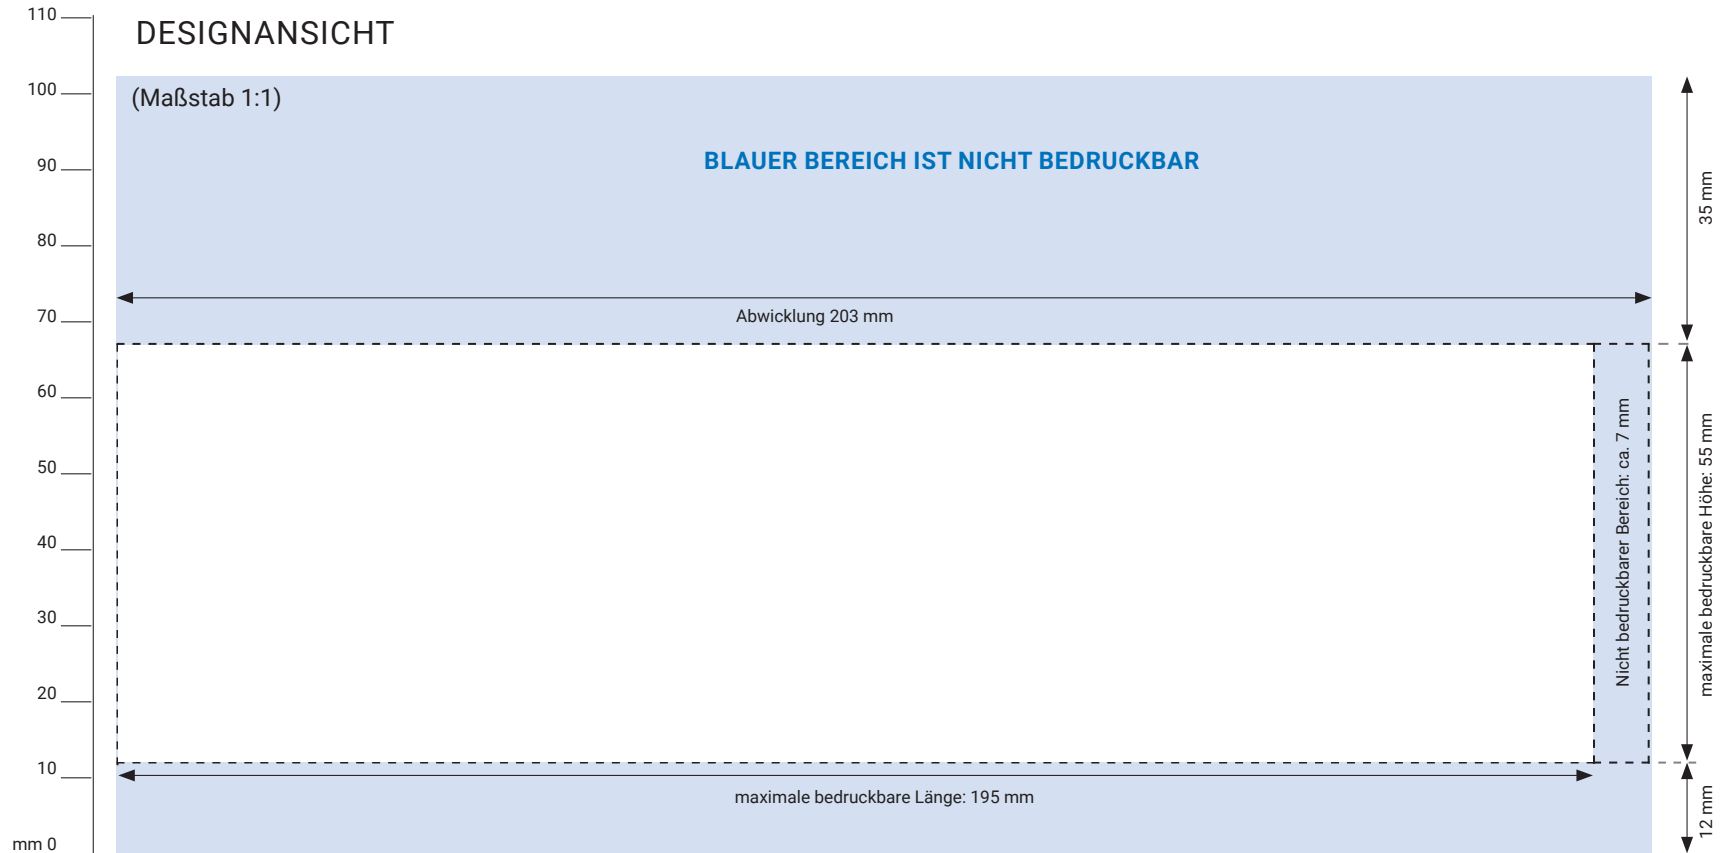 DESIGNANSICHT
(Maßstab 1:1)
BLAUER BEREICH IST NICHT BEDRUCKBAR
Abwicklung 203 mm
maximale bedruckbare Länge: 195 mm
Nicht bedruckbarer Bereich: ca. 7 mm
35 mm
maximale bedruckbare Höhe: 55 mm
12 mm
110
100
90
80
70
60
50
40
30
20
10
mm 0